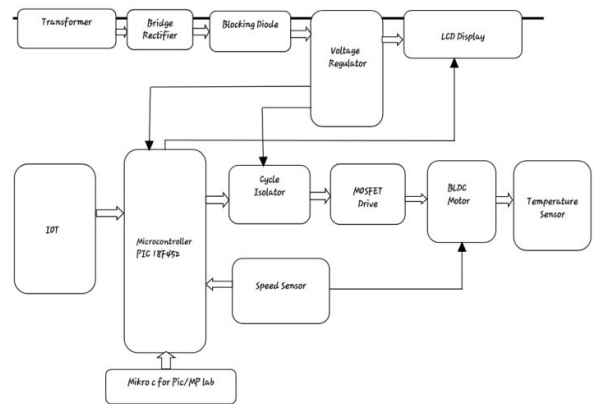 Transformer
Bridge
Rectifier
Blocking Diode
Voltage
Regulator
LCD Display
IOT
Microcontroller
PIC 18F452
Cycle
Isolator
MOSFET
Drive
BLDC
Motor
Temperature
Sensor
Speed Sensor
Mikro c for Pic/MP lab